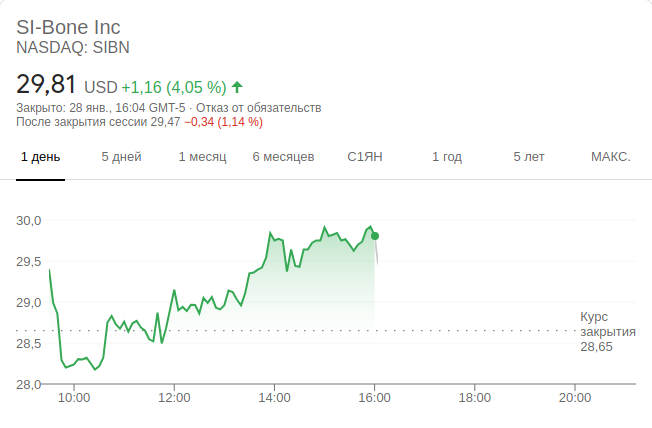 SI-Bone Inc
NASDAQ: SIBN
29,81 USD +1,16 (4,05 %)
Закрыто: 28 янв., 16:04 GMT-5 · Отказ от обязательств
После закрытия сессии 29,47 −0,34 (1,14 %)
1 день 5 дней 1 месяц 6 месяцев С1ЯН 1 год 5 лет МАКС.
30,0
29,5
29,0
28,5
28,0
Курс
закрытия
28,65
10:00 12:00 14:00 16:00 18:00 20:00